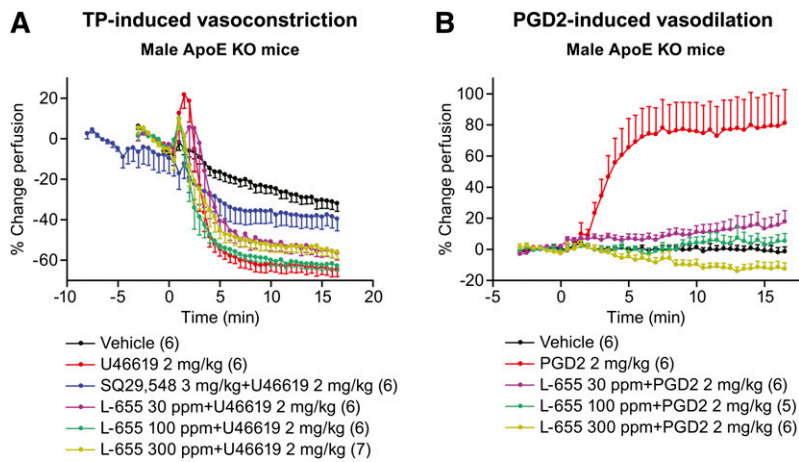 A
TP-induced vasoconstriction
Male ApoE KO mice
% Change perfusion
20
0
-20
-40
-60
-10
-5
0
5
10
15
20
Time (min)
Vehicle (6)
U46619 2 mg/kg (6)
SQ29,548 3 mg/kg+U46619 2 mg/kg (6)
L-655 30 ppm+U46619 2 mg/kg (6)
L-655 100 ppm+U46619 2 mg/kg (6)
L-655 300 ppm+U46619 2 mg/kg (7)
B
PGD2-induced vasodilation
Male ApoE KO mice
% Change perfusion
100
80
60
40
20
0
-20
-5
0
5
10
15
Time (min)
Vehicle (6)
PGD2 2 mg/kg (6)
L-655 30 ppm+PGD2 2 mg/kg (6)
L-655 100 ppm+PGD2 2 mg/kg (5)
L-655 300 ppm+PGD2 2 mg/kg (6)